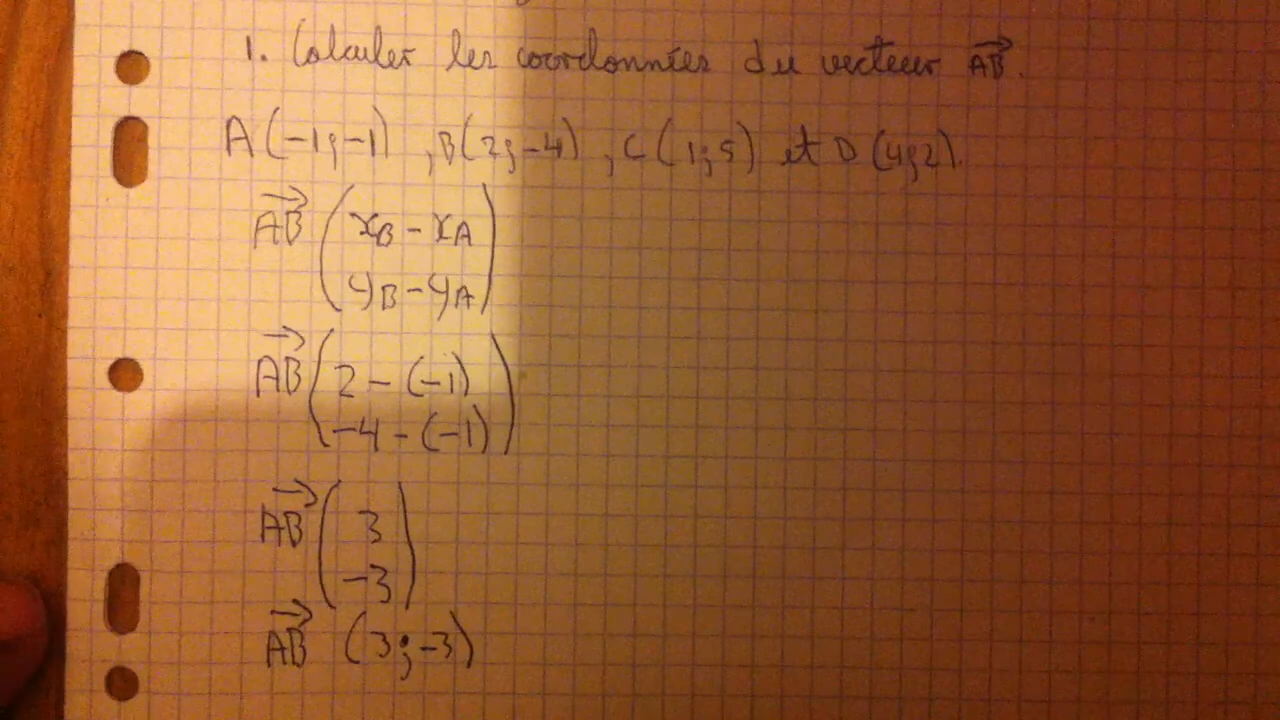 1. Calculer les coordonnées du vecteur AB⃗.
A(-1;-1), B(2;-4), C(1;5) et D(4;2).
AB⃗ (xB - xA
yB - yA)
AB⃗ (2 - (-1)
-4 - (-1))
AB⃗ (3
-3)
AB⃗ (3;-3)